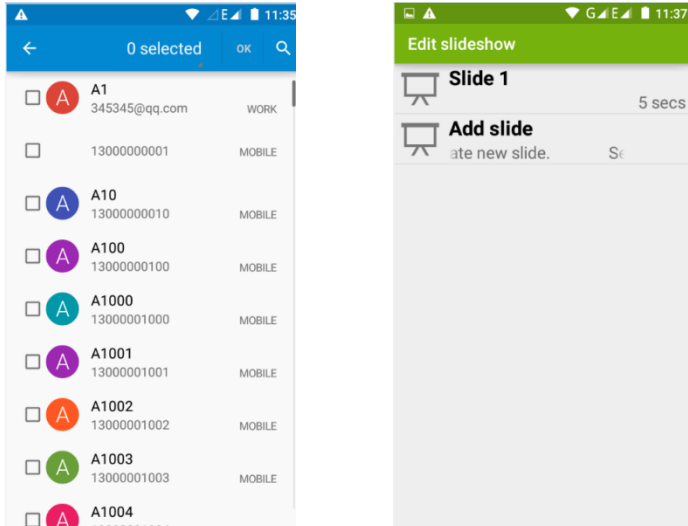 E 11:35
0 selected OK
A A1
345345@qq.com WORK
13000000001 MOBILE
A A10
13000000010 MOBILE
A A100
13000000100 MOBILE
A A1000
13000001000 MOBILE
A A1001
13000001001 MOBILE
A A1002
13000001002 MOBILE
A A1003
13000001003 MOBILE
A A1004
G E 11:37
Edit slideshow
Slide 1
5 secs
Add slide
ate new slide. Se